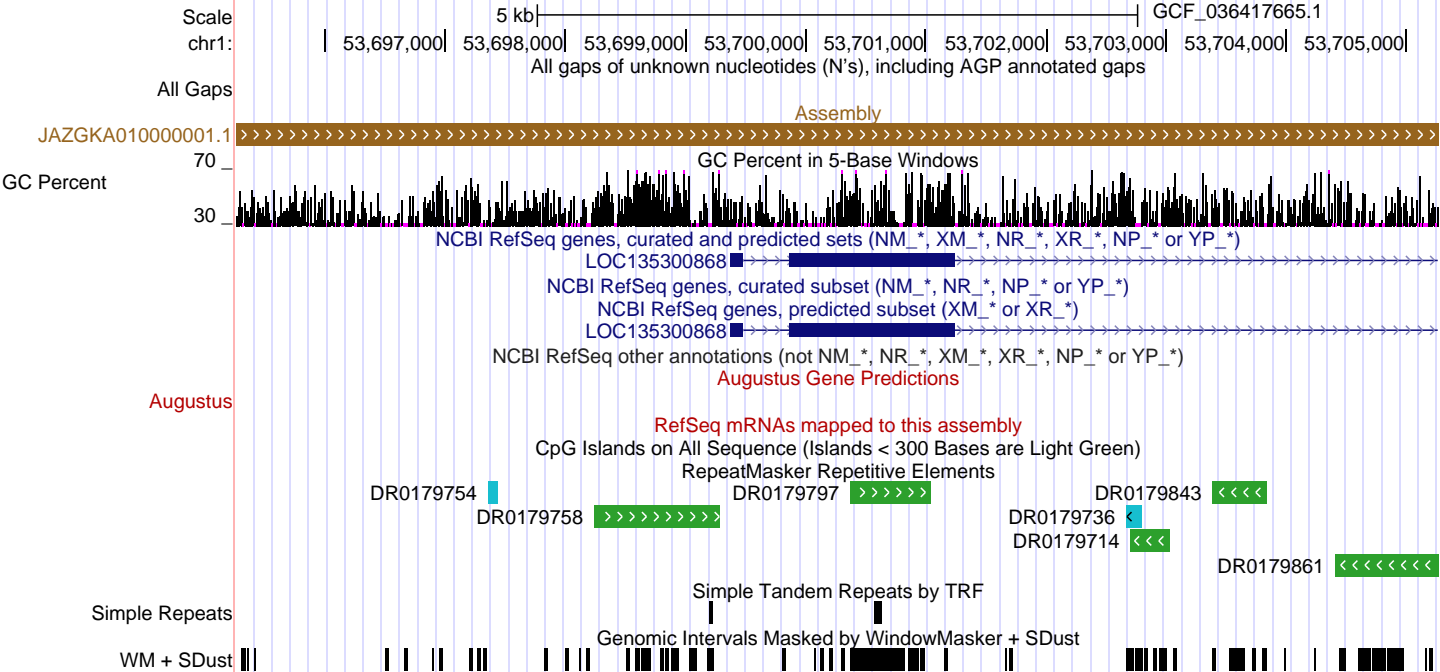 Scale 5 kb GCF_036417665.1
chr1: 53,697,000 53,698,000 53,699,000 53,700,000 53,701,000 53,702,000 53,703,000 53,704,000 53,705,000
All gaps of unknown nucleotides (N's), including AGP annotated gaps
All Gaps
Assembly
JAZGKA010000001.1
70 GC Percent in 5-Base Windows
GC Percent
30
NCBI RefSeq genes, curated and predicted sets (NM_*, XM_*, NR_*, XR_*, NP_* or YP_*)
LOC135300868
NCBI RefSeq genes, curated subset (NM_*, NR_*, NP_* or YP_*)
NCBI RefSeq genes, predicted subset (XM_* or XR_*)
LOC135300868
NCBI RefSeq other annotations (not NM_*, NR_*, XM_*, XR_*, NP_* or YP_*)
Augustus Gene Predictions
Augustus
RefSeq mRNAs mapped to this assembly
CpG Islands on All Sequence (Islands < 300 Bases are Light Green)
RepeatMasker Repetitive Elements
DR0179754 DR0179797 DR0179843
DR0179758 DR0179736
DR0179714
DR0179861
Simple Tandem Repeats by TRF
Simple Repeats
Genomic Intervals Masked by WindowMasker + SDust
WM + SDust